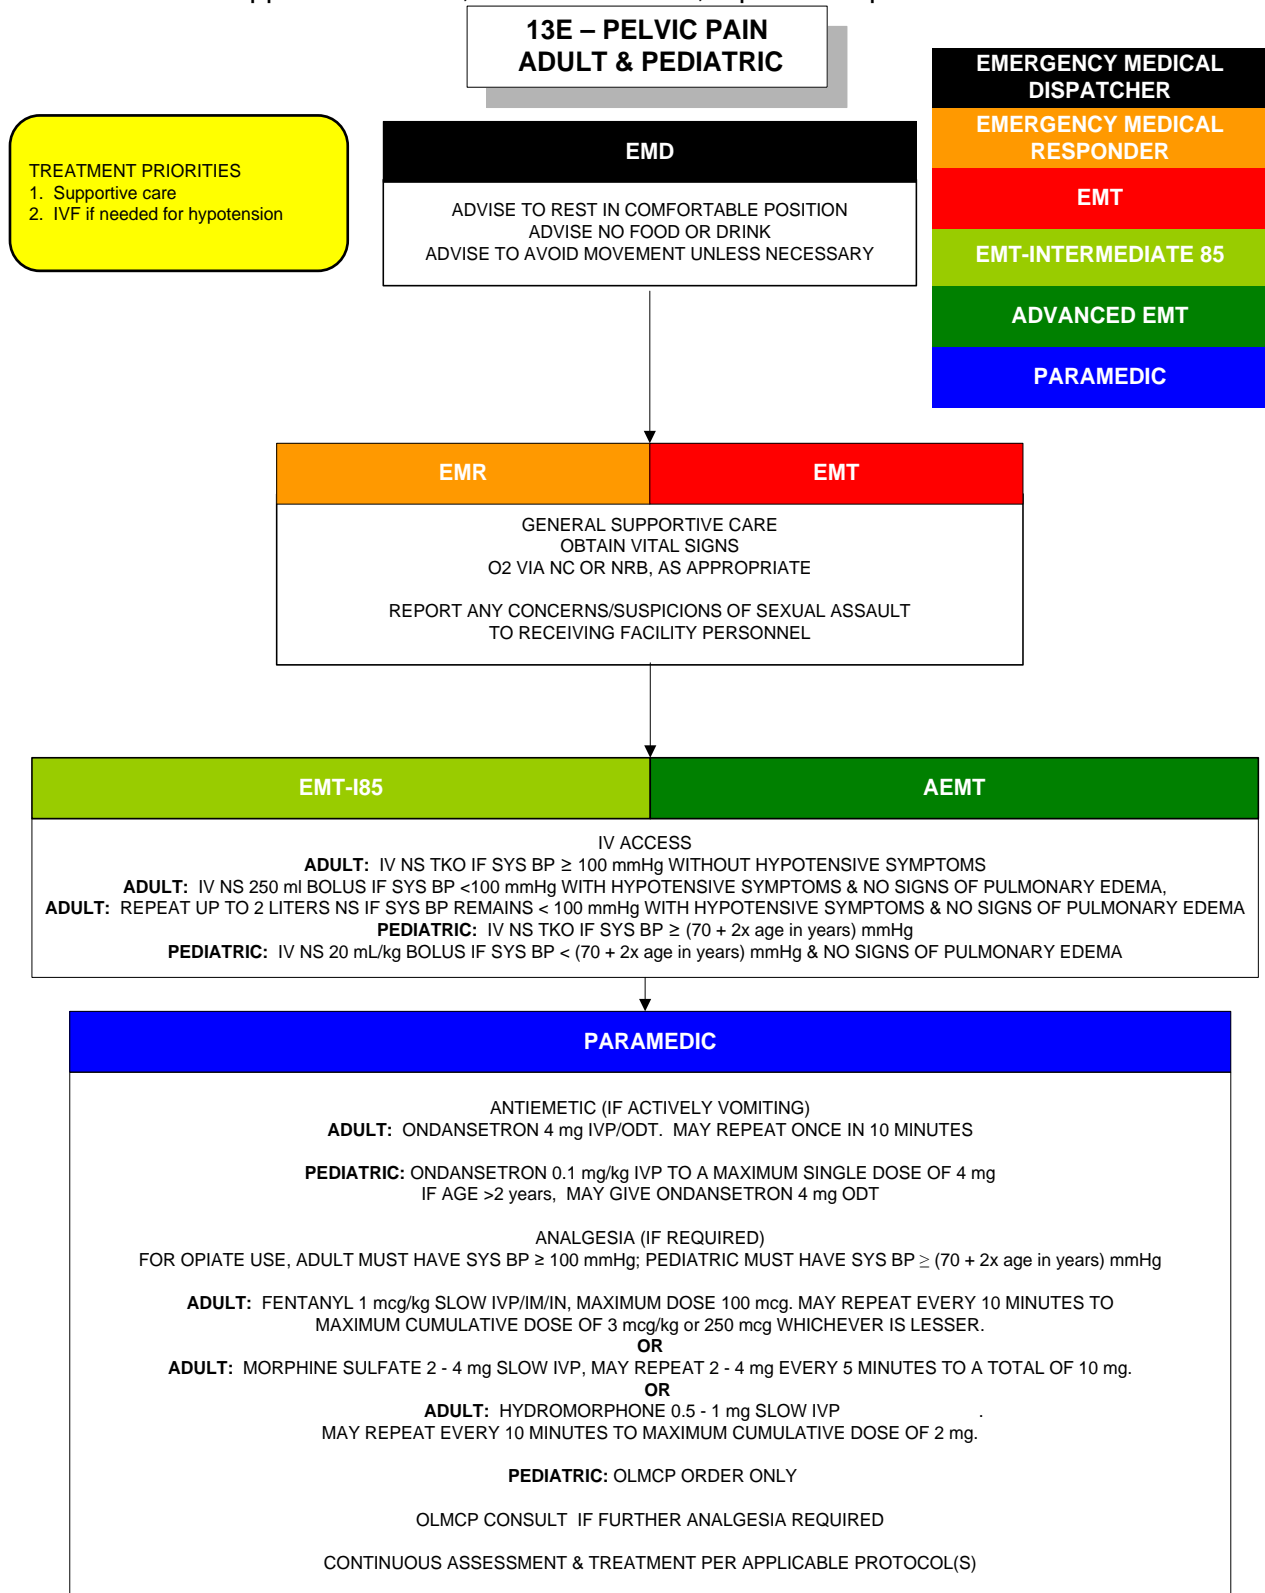 13E – PELVIC PAIN
ADULT & PEDIATRIC
EMERGENCY MEDICAL
DISPATCHER
EMERGENCY MEDICAL
RESPONDER
EMT
EMT-INTERMEDIATE 85
ADVANCED EMT
PARAMEDIC
TREATMENT PRIORITIES
1. Supportive care
2. IVF if needed for hypotension
EMD
ADVISE TO REST IN COMFORTABLE POSITION
ADVISE NO FOOD OR DRINK
ADVISE TO AVOID MOVEMENT UNLESS NECESSARY
EMR
EMT
GENERAL SUPPORTIVE CARE
OBTAIN VITAL SIGNS
O2 VIA NC OR NRB, AS APPROPRIATE
REPORT ANY CONCERNS/SUSPICIONS OF SEXUAL ASSAULT
TO RECEIVING FACILITY PERSONNEL
EMT-I85
AEMT
IV ACCESS
ADULT: IV NS TKO IF SYS BP ≥ 100 mmHg WITHOUT HYPOTENSIVE SYMPTOMS
ADULT: IV NS 250 ml BOLUS IF SYS BP <100 mmHg WITH HYPOTENSIVE SYMPTOMS & NO SIGNS OF PULMONARY EDEMA,
ADULT: REPEAT UP TO 2 LITERS NS IF SYS BP REMAINS < 100 mmHg WITH HYPOTENSIVE SYMPTOMS & NO SIGNS OF PULMONARY EDEMA
PEDIATRIC: IV NS TKO IF SYS BP ≥ (70 + 2x age in years) mmHg
PEDIATRIC: IV NS 20 mL/kg BOLUS IF SYS BP < (70 + 2x age in years) mmHg & NO SIGNS OF PULMONARY EDEMA
PARAMEDIC
ANTIEMETIC (IF ACTIVELY VOMITING)
ADULT: ONDANSETRON 4 mg IVP/ODT. MAY REPEAT ONCE IN 10 MINUTES
PEDIATRIC: ONDANSETRON 0.1 mg/kg IVP TO A MAXIMUM SINGLE DOSE OF 4 mg
IF AGE >2 years, MAY GIVE ONDANSETRON 4 mg ODT
ANALGESIA (IF REQUIRED)
FOR OPIATE USE, ADULT MUST HAVE SYS BP ≥ 100 mmHg; PEDIATRIC MUST HAVE SYS BP ≥ (70 + 2x age in years) mmHg
ADULT: FENTANYL 1 mcg/kg SLOW IVP/IM/IN, MAXIMUM DOSE 100 mcg. MAY REPEAT EVERY 10 MINUTES TO
MAXIMUM CUMULATIVE DOSE OF 3 mcg/kg or 250 mcg WHICHEVER IS LESSER.
OR
ADULT: MORPHINE SULFATE 2 - 4 mg SLOW IVP, MAY REPEAT 2 - 4 mg EVERY 5 MINUTES TO A TOTAL OF 10 mg.
OR
ADULT: HYDROMORPHONE 0.5 - 1 mg SLOW IVP .
MAY REPEAT EVERY 10 MINUTES TO MAXIMUM CUMULATIVE DOSE OF 2 mg.
PEDIATRIC: OLMCP ORDER ONLY
OLMCP CONSULT IF FURTHER ANALGESIA REQUIRED
CONTINUOUS ASSESSMENT & TREATMENT PER APPLICABLE PROTOCOL(S)